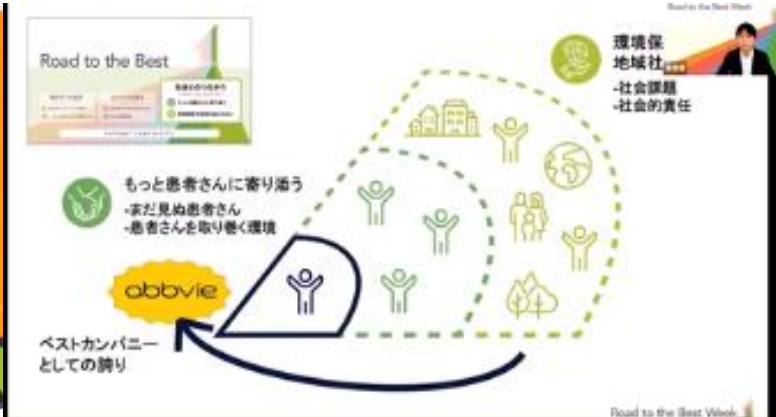 Road to the Best Week
Road to the Best
環境保
地域社
-社会課題
-社会的責任
もっと患者さんに寄り添う
-まだ見ぬ患者さん
-患者さんを取り巻く環境
abbvie
ベストカンパニー
としての誇り
Road to the Best Week